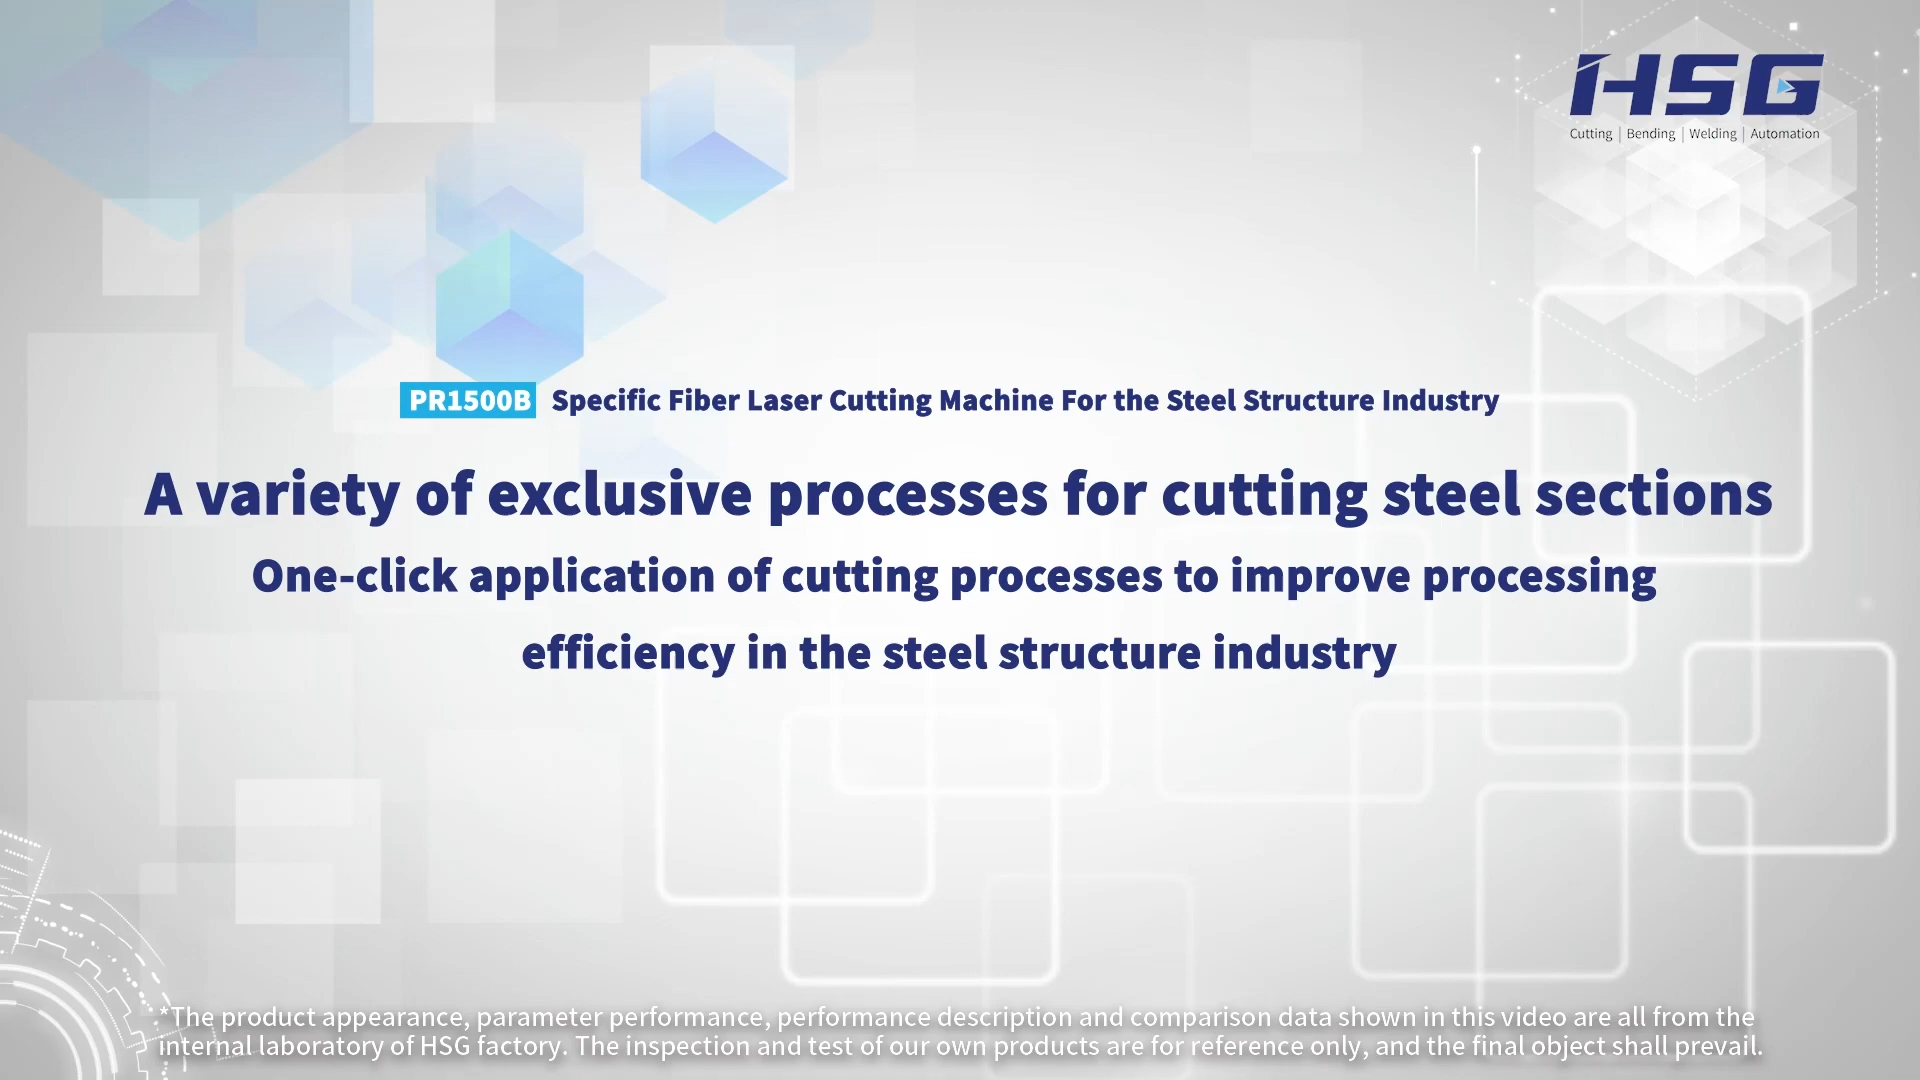 HSG
Cutting | Bending | Welding | Automation
PR1500B Specific Fiber Laser Cutting Machine For the Steel Structure Industry
A variety of exclusive processes for cutting steel sections
One-click application of cutting processes to improve processing
efficiency in the steel structure industry
*The product appearance, parameter performance, performance description and comparison data shown in this video are all from the
internal laboratory of HSG factory. The inspection and test of our own products are for reference only, and the final object shall prevail.